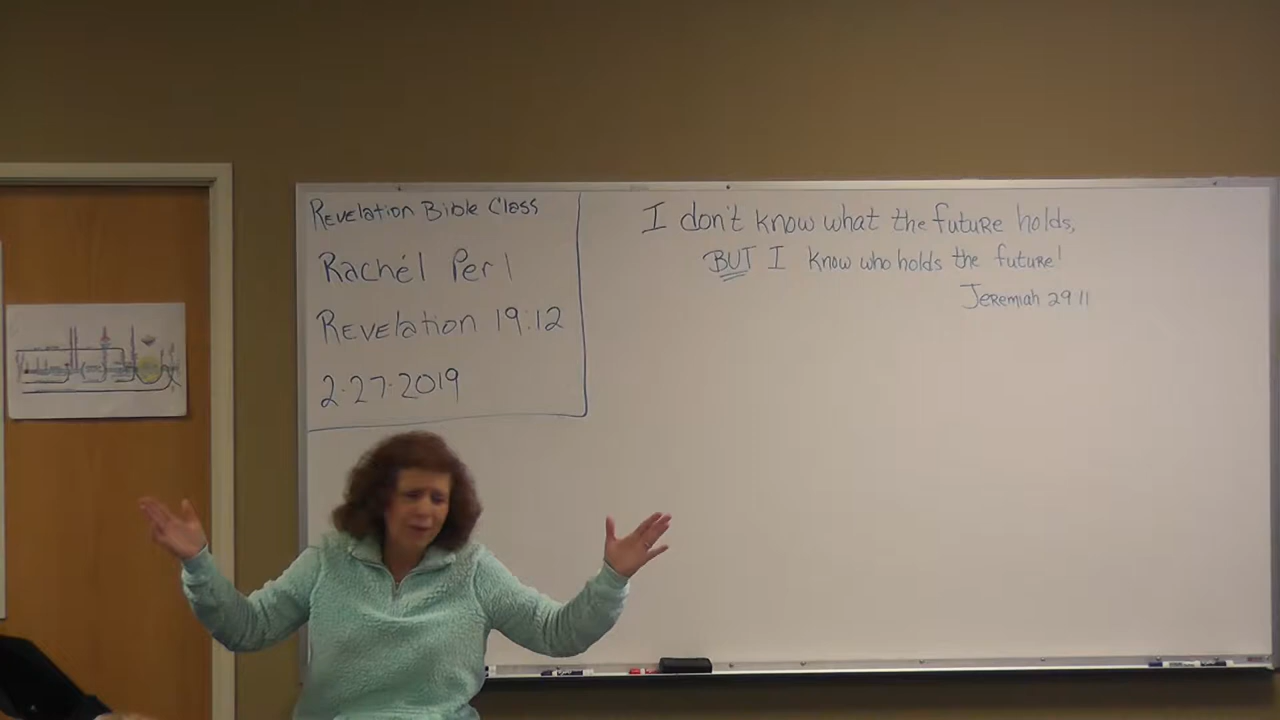 Revelation Bible Class
Rachel Perl
Revelation 19:12
2.27.2019
I don't know what the future holds,
BUT I know who holds the future!
Jeremiah 29 11